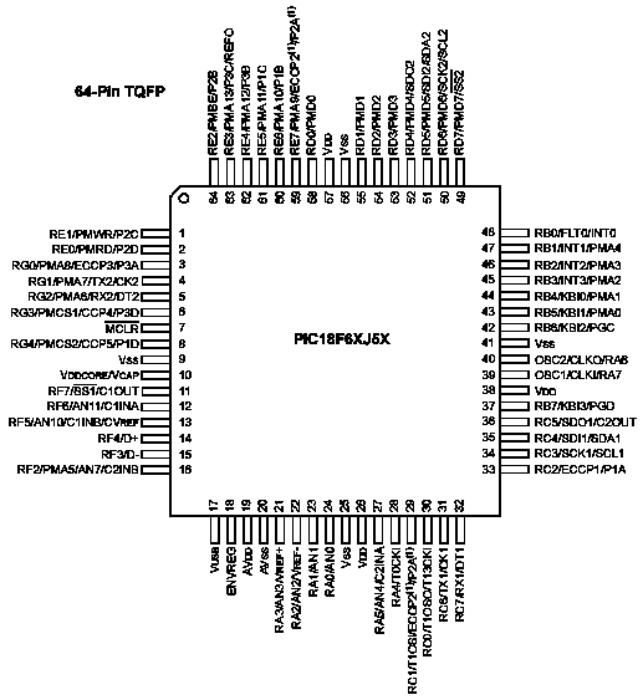 64-Pin TQFP
RE2/PMBE/P2B
RE3/PMA13/P3C/REFO
RE4/PMA12/P3B
RE5/PMA11/P1C
RE6/PMA10/P1B
RE7/PMA9/ECCP2(1)/P2A(1)
RD0/PMD0
VDD
VSS
RD1/PMD1
RD2/PMD2
RD3/PMD3
RD4/PMD4/SDO2
RD5/PMD5/SDI2/SDA2
RD6/PMD6/SCK2/SCL2
RD7/PMD7/SS2
64 63 62 61 60 59 58 57 56 55 54 53 52 51 50 49
RE1/PMWR/P2C 1
RE0/PMRD/P2D 2
RG0/PMA8/ECCP3/P3A 3
RG1/PMA7/TX2/CK2 4
RG2/PMA6/RX2/DT2 5
RG3/PMCS1/CCP4/P3D 6
MCLR 7
RG4/PMCS2/CCP5/P1D 8
VSS 9
VDDCORE/VCAP 10
RF7/SS1/C1OUT 11
RF6/AN11/C1INA 12
RF5/AN10/C1INB/CVREF 13
RF4/D+ 14
RF3/D- 15
RF2/PMA5/AN7/C2INB 16
PIC18F6XJ5X
48 RB0/FLT0/INT0
47 RB1/INT1/PMA4
46 RB2/INT2/PMA3
45 RB3/INT3/PMA2
44 RB4/KBI0/PMA1
43 RB5/KBI1/PMA0
42 RB6/KBI2/PGC
41 VSS
40 OSC2/CLKO/RA6
39 OSC1/CLKI/RA7
38 VDD
37 RB7/KBI3/PGD
36 RC5/SDO1/C2OUT
35 RC4/SDI1/SDA1
34 RC3/SCK1/SCL1
33 RC2/ECCP1/P1A
17 18 19 20 21 22 23 24 25 26 27 28 29 30 31 32
VUSB
ENVREG
AVDD
AVSS
RA3/AN3/VREF+
RA2/AN2/VREF-
RA1/AN1
RA0/AN0
VSS
VDD
RA5/AN4/C2INA
RA4/T0CKI
RC1/T1OSI/ECCP2(1)/P2A(1)
RC0/T1OSO/T13CKI
RC6/TX1/CK1
RC7/RX1/DT1